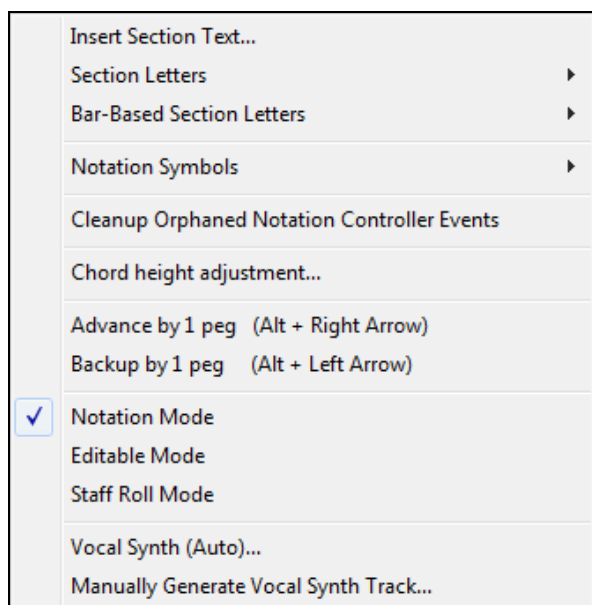 Insert Section Text...
Section Letters
Bar-Based Section Letters
Notation Symbols
Cleanup Orphaned Notation Controller Events
Chord height adjustment...
Advance by 1 peg (Alt + Right Arrow)
Backup by 1 peg (Alt + Left Arrow)
Notation Mode
Editable Mode
Staff Roll Mode
Vocal Synth (Auto)...
Manually Generate Vocal Synth Track...